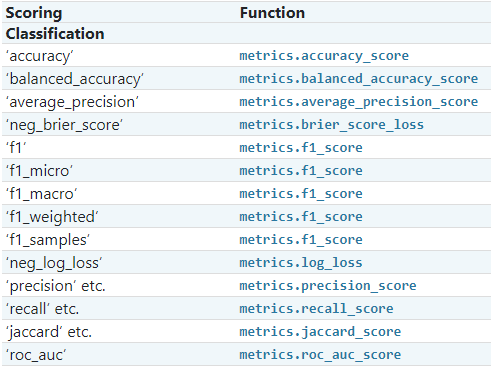 Scoring Function
Classification
‘accuracy’ metrics.accuracy_score
‘balanced_accuracy’ metrics.balanced_accuracy_score
‘average_precision’ metrics.average_precision_score
‘neg_brier_score’ metrics.brier_score_loss
‘f1’ metrics.f1_score
‘f1_micro’ metrics.f1_score
‘f1_macro’ metrics.f1_score
‘f1_weighted’ metrics.f1_score
‘f1_samples’ metrics.f1_score
‘neg_log_loss’ metrics.log_loss
‘precision’ etc. metrics.precision_score
‘recall’ etc. metrics.recall_score
‘jaccard’ etc. metrics.jaccard_score
‘roc_auc’ metrics.roc_auc_score